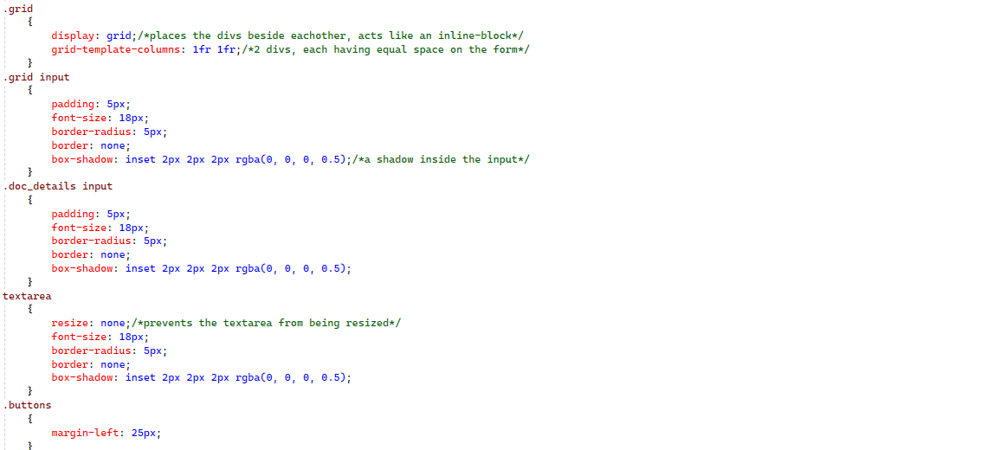 .grid
{
display: grid;/*places the divs beside eachother, acts like an inline-block*/
grid-template-columns: 1fr 1fr;/*2 divs, each having equal space on the form*/
}
.grid input
{
padding: 5px;
font-size: 18px;
border-radius: 5px;
border: none;
box-shadow: inset 2px 2px 2px rgba(0, 0, 0, 0.5);/*a shadow inside the input*/
}
.doc_details input
{
padding: 5px;
font-size: 18px;
border-radius: 5px;
border: none;
box-shadow: inset 2px 2px 2px rgba(0, 0, 0, 0.5);
}
textarea
{
resize: none;/*prevents the textarea from being resized*/
font-size: 18px;
border-radius: 5px;
border: none;
box-shadow: inset 2px 2px 2px rgba(0, 0, 0, 0.5);
}
.buttons
{
margin-left: 25px;
}